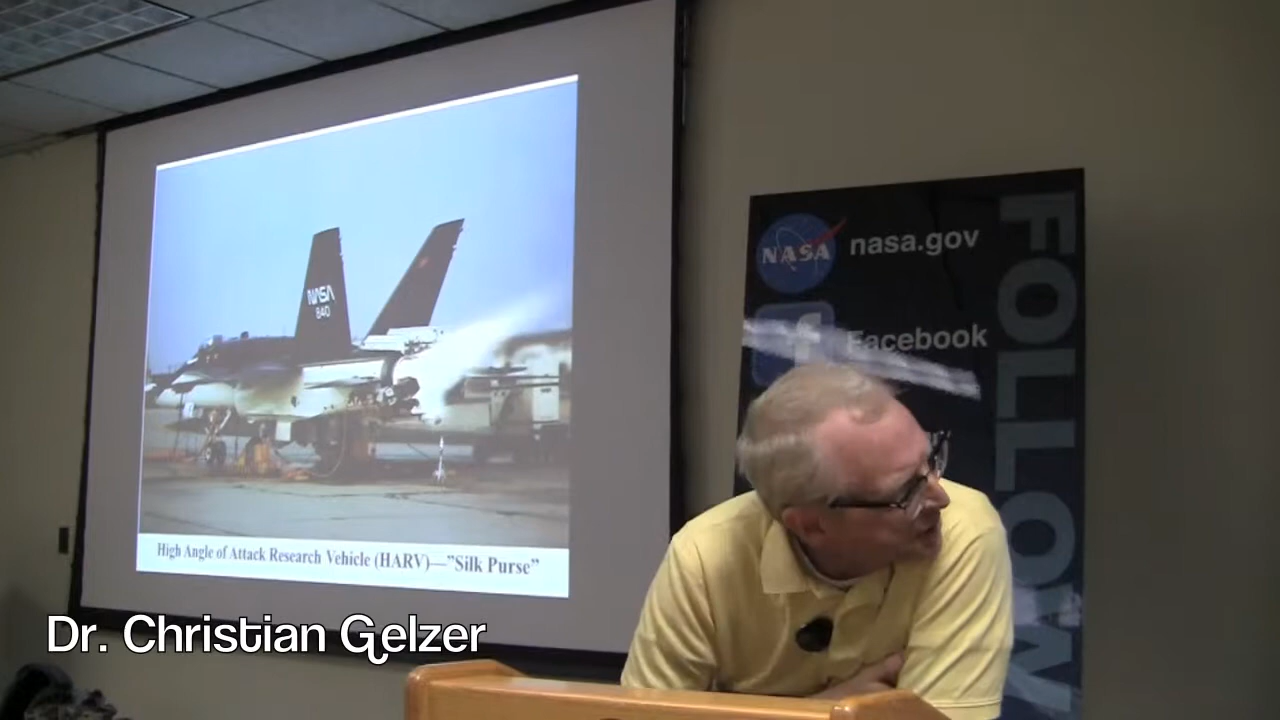 NASA
840
High Angle of Attack Research Vehicle (HARV)—”Silk Purse”
NASA
nasa.gov
Facebook
FOLLOW
Dr. Christian Gelzer